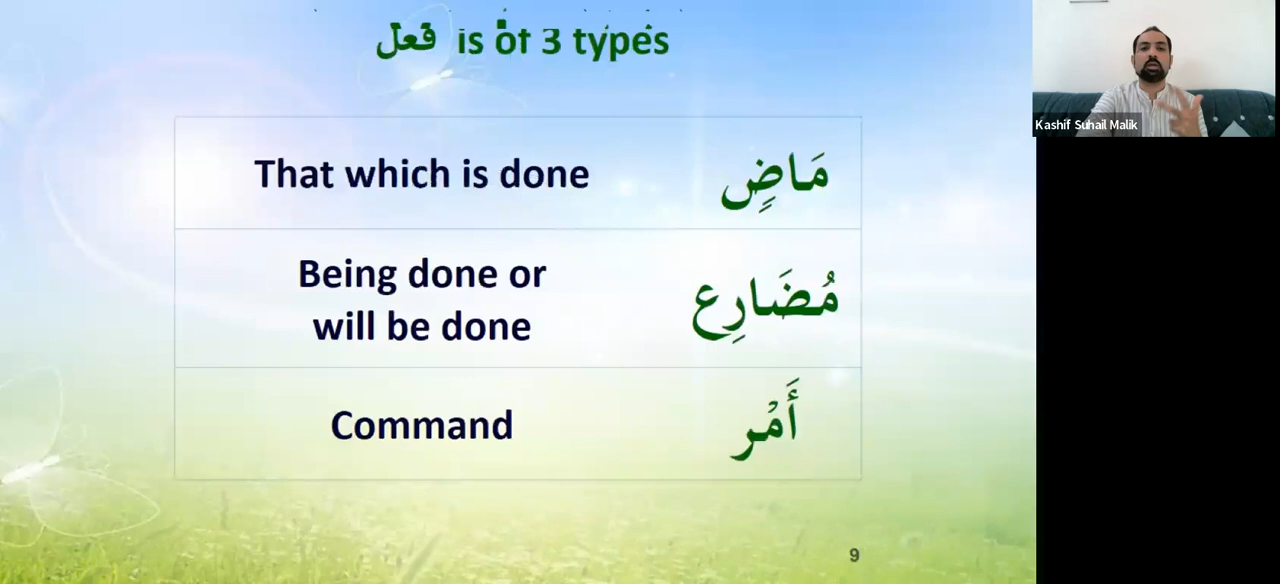 فعل is of 3 types
That which is done مَاضٍ
Being done or
will be done مُضَارِع
Command أَمْر
9
Kashif Suhail Malik